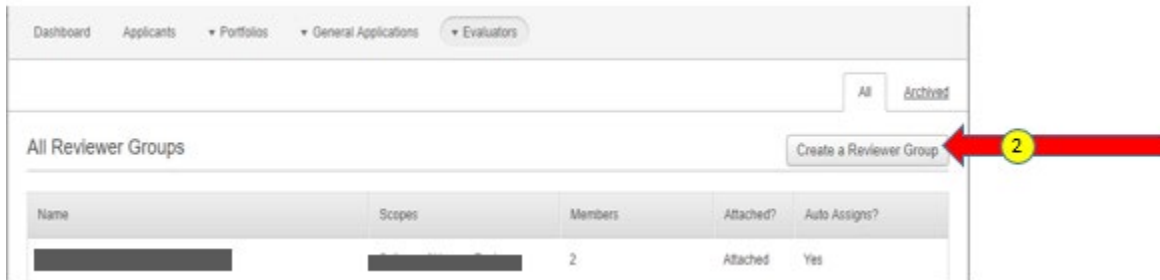 Dashboard Applicants ▾ Portfolios ▾ General Applications ▾ Evaluators
All Archived
All Reviewer Groups
Create a Reviewer Group
2
Name Scopes Members Attached? Auto Assigns?
2 Attached Yes